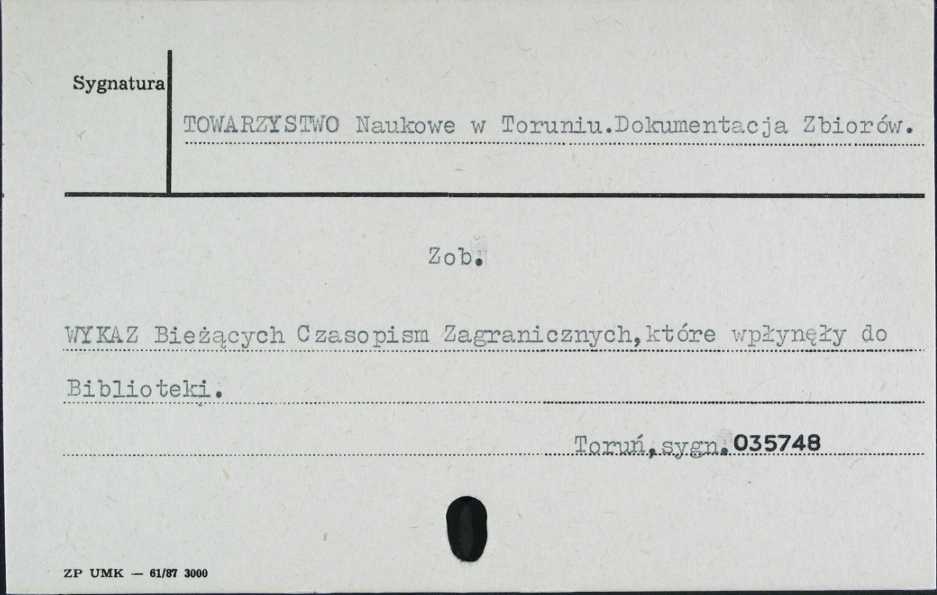 Sygnatura
TOWARZYSTWO Naukowe w Toruniu.Dokumentacja Zbiorów.
Zob.
WYKAZ Bieżących Czasopism Zagranicznych,które wpłynęły do
Biblioteki.
Toruń,sygn.035748
ZP UMK — 61/87 3000